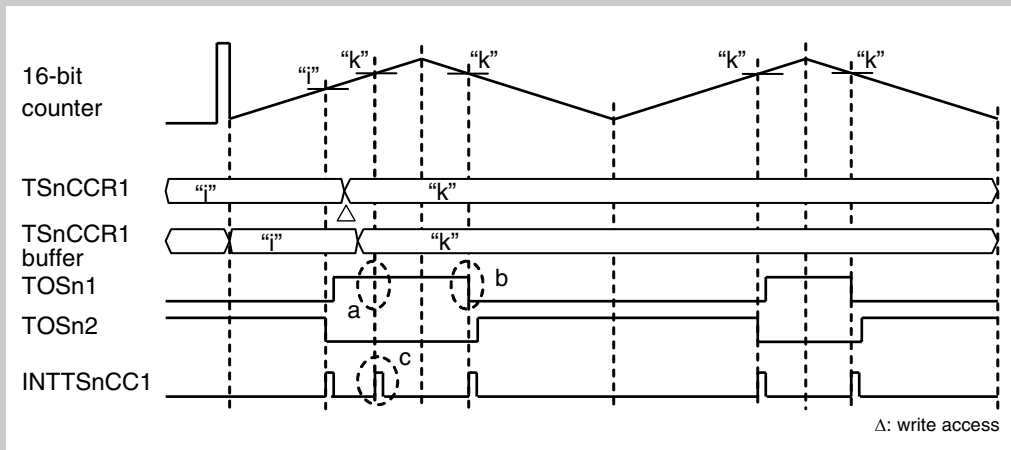 16-bit
counter
“i”
“k”
“k”
“k”
“k”
TSnCCR1
“i”
“k”
TSnCCR1
buffer
“i”
“k”
TOSn1
a
b
TOSn2
INTTSnCC1
c
Δ: write access